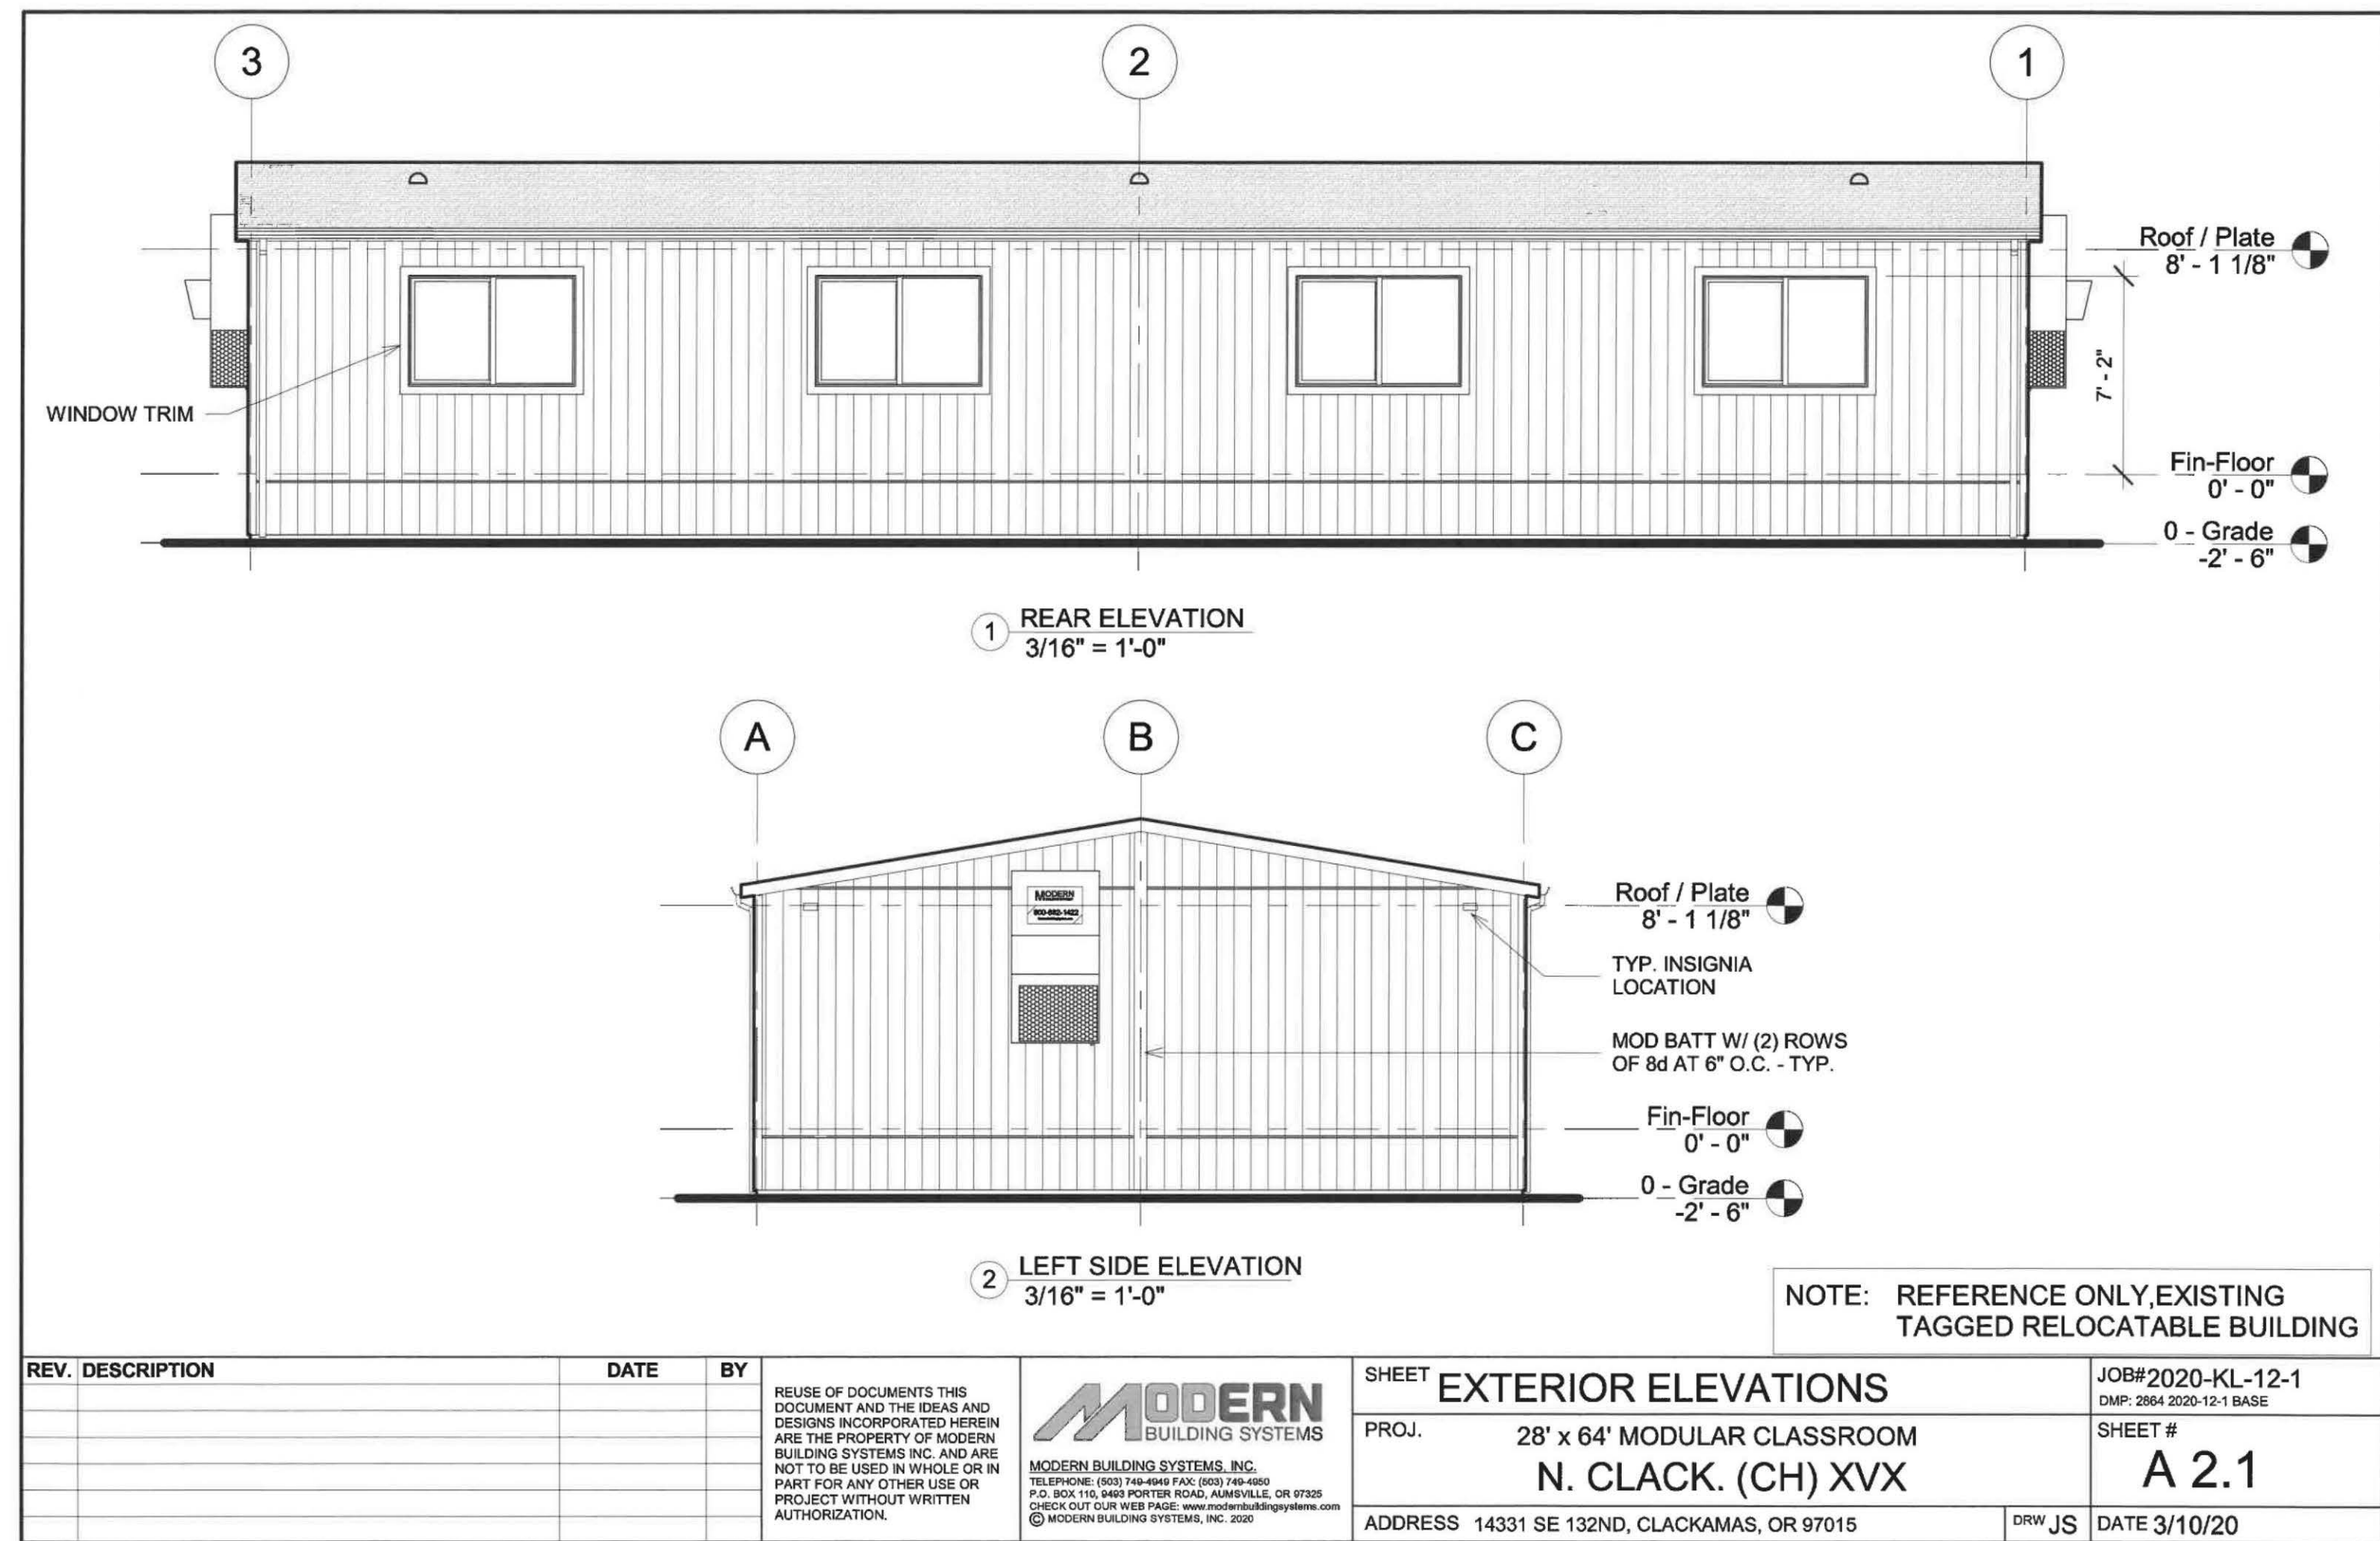 3
2
1
Roof / Plate
8' - 1 1/8"
7' - 2"
WINDOW TRIM
Fin-Floor
0' - 0"
0 - Grade
-2' - 6"
1 REAR ELEVATION
3/16" = 1'-0"
A
B
C
MODERN
800-682-1422
Roof / Plate
8' - 1 1/8"
TYP. INSIGNIA
LOCATION
MOD BATT W/ (2) ROWS
OF 8d AT 6" O.C. - TYP.
Fin-Floor
0' - 0"
0 - Grade
-2' - 6"
2 LEFT SIDE ELEVATION
3/16" = 1'-0"
NOTE: REFERENCE ONLY,EXISTING
TAGGED RELOCATABLE BUILDING
REV. DESCRIPTION DATE BY
REUSE OF DOCUMENTS THIS
DOCUMENT AND THE IDEAS AND
DESIGNS INCORPORATED HEREIN
ARE THE PROPERTY OF MODERN
BUILDING SYSTEMS INC. AND ARE
NOT TO BE USED IN WHOLE OR IN
PART FOR ANY OTHER USE OR
PROJECT WITHOUT WRITTEN
AUTHORIZATION.
MODERN
BUILDING SYSTEMS
MODERN BUILDING SYSTEMS, INC.
TELEPHONE: (503) 749-4949 FAX: (503) 749-4950
P.O. BOX 110, 9493 PORTER ROAD, AUMSVILLE, OR 97325
CHECK OUT OUR WEB PAGE: www.modernbuildingsystems.com
© MODERN BUILDING SYSTEMS, INC. 2020
SHEET EXTERIOR ELEVATIONS
PROJ. 28' x 64' MODULAR CLASSROOM
N. CLACK. (CH) XVX
ADDRESS 14331 SE 132ND, CLACKAMAS, OR 97015
DRW JS
JOB#2020-KL-12-1
DMP: 2864 2020-12-1 BASE
SHEET #
A 2.1
DATE 3/10/20